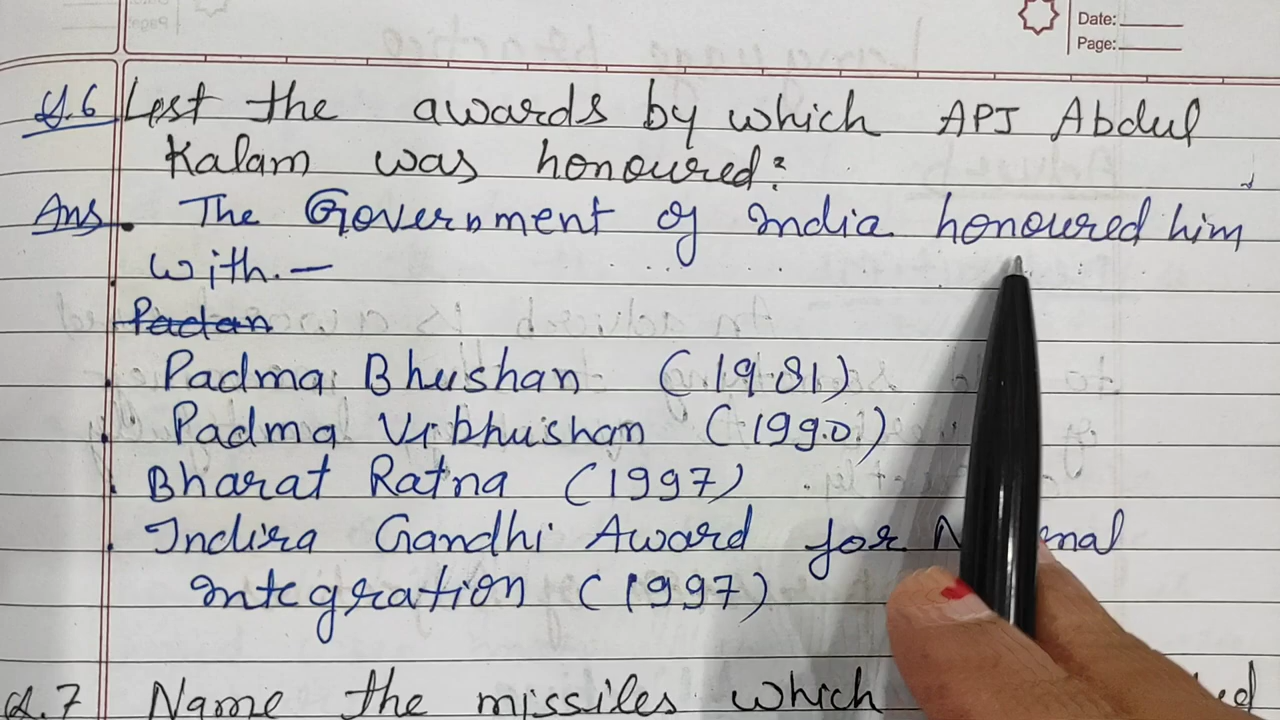 Date:
Page:
Q.6 List the awards by which APJ Abdul
Kalam was honoured?
Ans. The Government of India honoured him
with. —
Padan
Padma Bhushan (1981)
Padma Vibhushan (1990)
Bharat Ratna (1997)
Indira Gandhi Award for
Integration (1997)
Q.7 Name the missiles which